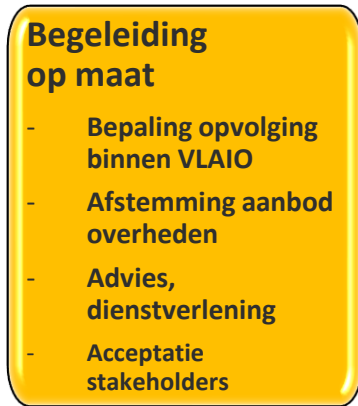 Begeleiding
op maat
- Bepaling opvolging
binnen VLAIO
- Afstemming aanbod
overheden
- Advies,
dienstverlening
- Acceptatie
stakeholders